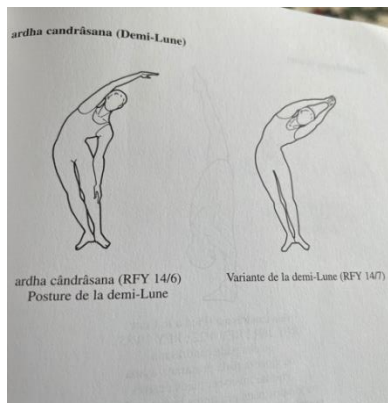 ardha candrâsana (Demi-Lune)
ardha cândrâsana (RFY 14/6)
Posture de la demi-Lune
Variante de la demi-Lune (RFY 14/7)